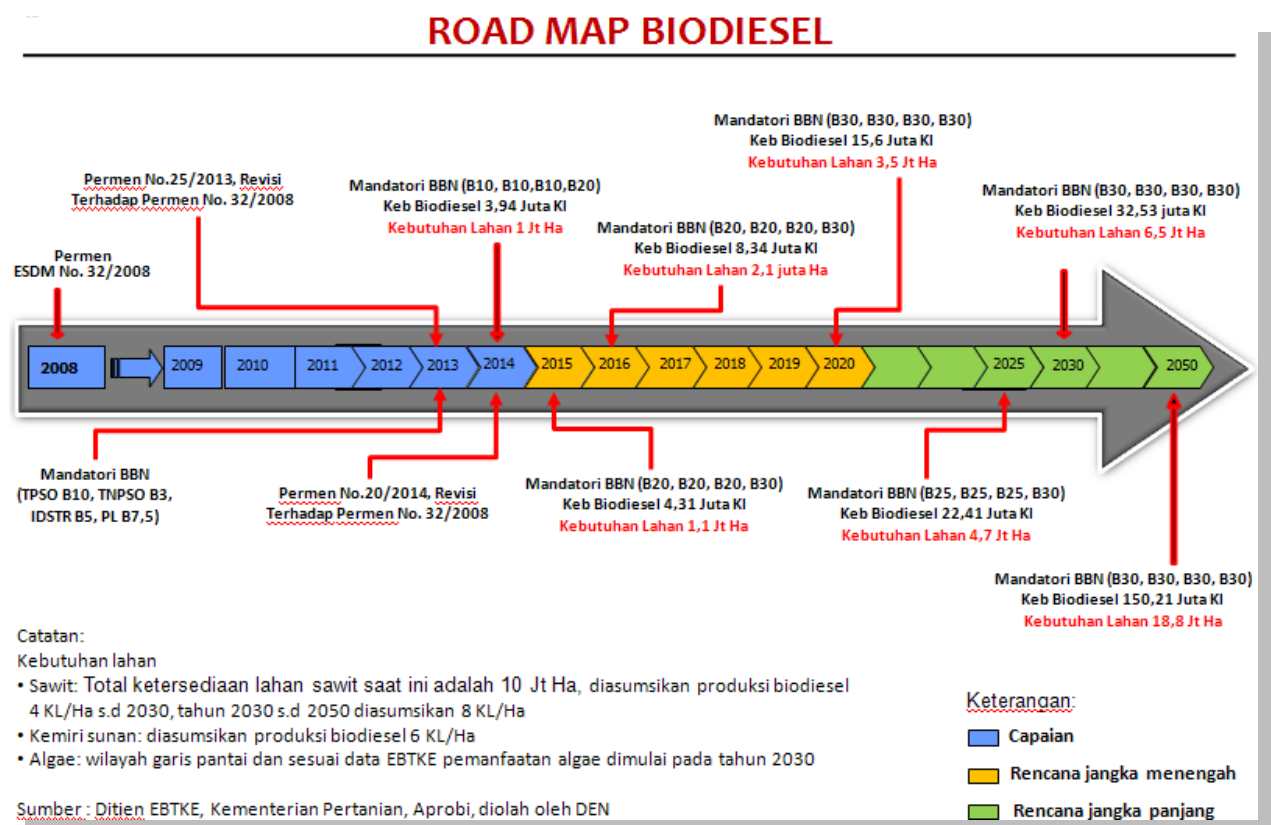 ROAD MAP BIODIESEL
Mandatori BBN (B30, B30, B30, B30)
Keb Biodiesel 15,6 Juta Kl
Kebutuhan Lahan 3,5 Jt Ha
Permen No.25/2013, Revisi
Terhadap Permen No. 32/2008
Mandatori BBN (B10, B10,B10,B20)
Keb Biodiesel 3,94 Juta Kl
Kebutuhan Lahan 1 Jt Ha
Mandatori BBN (B20, B20, B20, B30)
Keb Biodiesel 8,34 Juta Kl
Kebutuhan Lahan 2,1 juta Ha
Mandatori BBN (B30, B30, B30, B30)
Keb Biodiesel 32,53 juta Kl
Kebutuhan Lahan 6,5 Jt Ha
Permen
ESDM No. 32/2008
2008
2009
2010
2011
2012
2013
2014
2015
2016
2017
2018
2019
2020
2025
2030
2050
Mandatori BBN
(TPSO B10, TNPSO B3,
IDSTR B5, PL B7,5)
Permen No.20/2014, Revisi
Terhadap Permen No. 32/2008
Mandatori BBN (B20, B20, B20, B30)
Keb Biodiesel 4,31 Juta Kl
Kebutuhan Lahan 1,1 Jt Ha
Mandatori BBN (B25, B25, B25, B30)
Keb Biodiesel 22,41 Juta Kl
Kebutuhan Lahan 4,7 Jt Ha
Mandatori BBN (B30, B30, B30, B30)
Keb Biodiesel 150,21 Juta Kl
Kebutuhan Lahan 18,8 Jt Ha
Catatan:
Kebutuhan lahan
• Sawit: Total ketersediaan lahan sawit saat ini adalah 10 Jt Ha, diasumsikan produksi biodiesel
4 KL/Ha s.d 2030, tahun 2030 s.d 2050 diasumsikan 8 KL/Ha
• Kemiri sunan: diasumsikan produksi biodiesel 6 KL/Ha
• Algae: wilayah garis pantai dan sesuai data EBTKE pemanfaatan algae dimulai pada tahun 2030
Sumber : Ditien EBTKE, Kementerian Pertanian, Aprobi, diolah oleh DEN
Keterangan:
Capaian
Rencana jangka menengah
Rencana jangka panjang